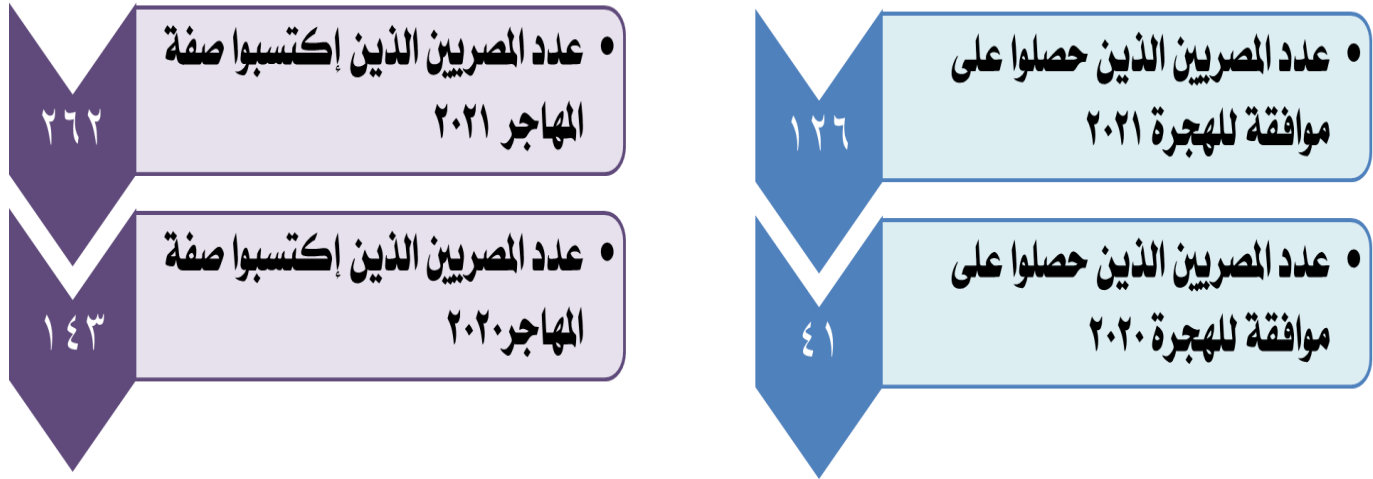 • عدد المصريين الذين حصلوا على
موافقة للهجرة ٢٠٢١
١٢٦
• عدد المصريين الذين حصلوا على
موافقة للهجرة ٢٠٢٠
٤١
• عدد المصريين الذين إكتسبوا صفة
المهاجر ٢٠٢١
٢٦٢
• عدد المصريين الذين إكتسبوا صفة
المهاجر٢٠٢٠
١٤٣